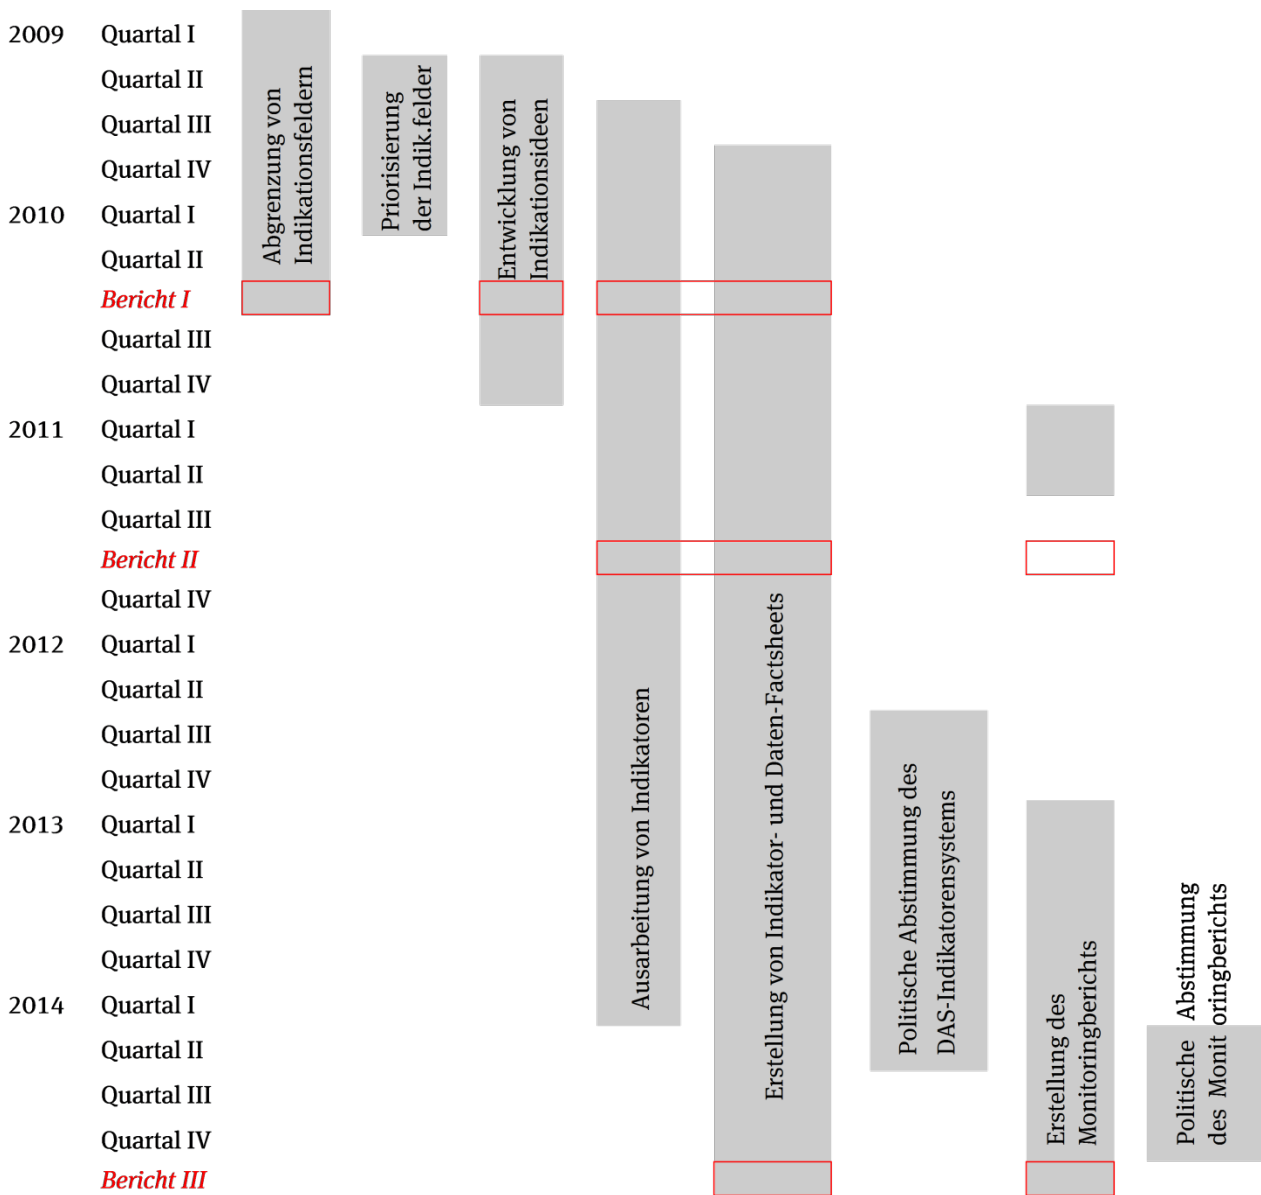 2009 Quartal I
Quartal II
Quartal III
Quartal IV
2010 Quartal I
Quartal II
Bericht I
Quartal III
Quartal IV
2011 Quartal I
Quartal II
Quartal III
Bericht II
Quartal IV
2012 Quartal I
Quartal II
Quartal III
Quartal IV
2013 Quartal I
Quartal II
Quartal III
Quartal IV
2014 Quartal I
Quartal II
Quartal III
Quartal IV
Bericht III
Abgrenzung von
Indikationsfeldern
Priorisierung
der Indik.felder
Entwicklung von
Indikationsideen
Ausarbeitung von Indikatoren
Erstellung von Indikator- und Daten-Factsheets
Politische Abstimmung des
DAS-Indikatorensystems
Erstellung des
Monitoringberichts
Politische Abstimmung
des Monitoringberichts